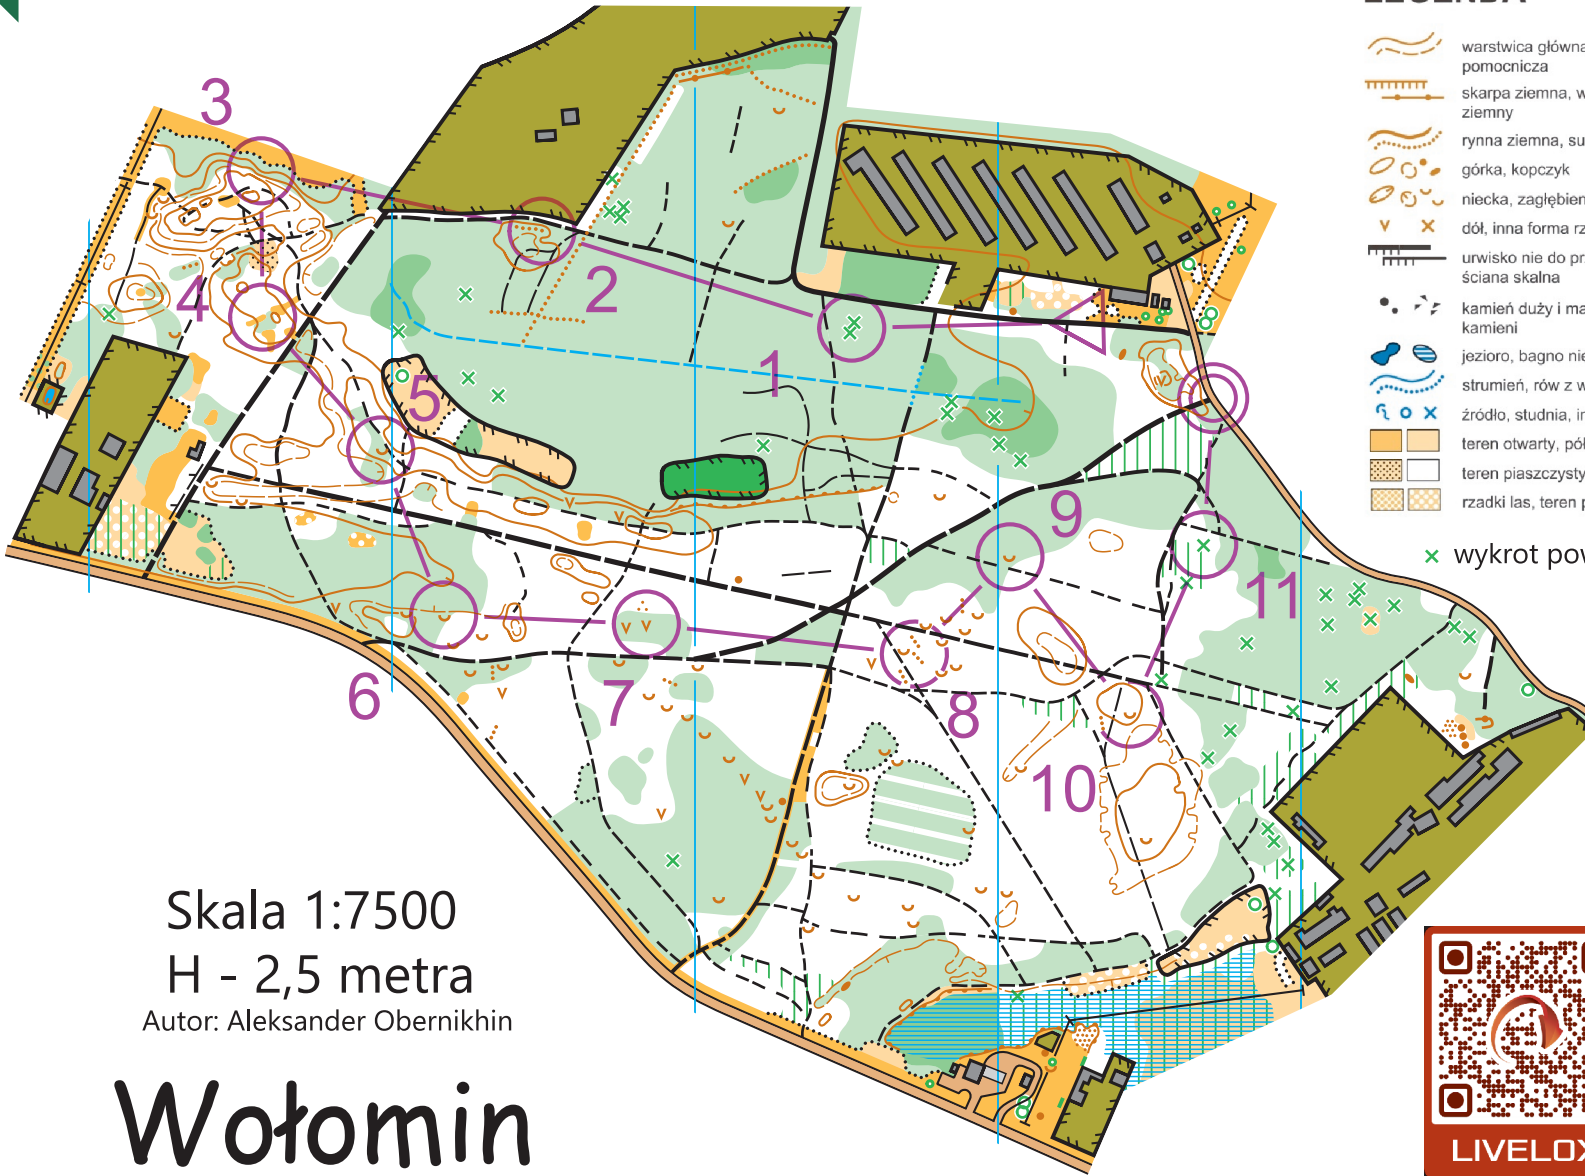 LEGENDA
warstwica główna
pomocnicza
skarpa ziemna, w
ziemny
rynna ziemna, su
górka, kopczyk
niecka, zagłębien
dół, inna forma rz
urwisko nie do prz
ściana skalna
kamień duży i ma
kamieni
jezioro, bagno nie
strumień, rów z w
źródło, studnia, in
teren otwarty, pół
teren piaszczysty
rzadki las, teren p
wykrot pow
3
4
2
1
5
9
11
6
7
8
10
Skala 1:7500
H - 2,5 metra
Autor: Aleksander Obernikhin
Wołomin
LIVELOX